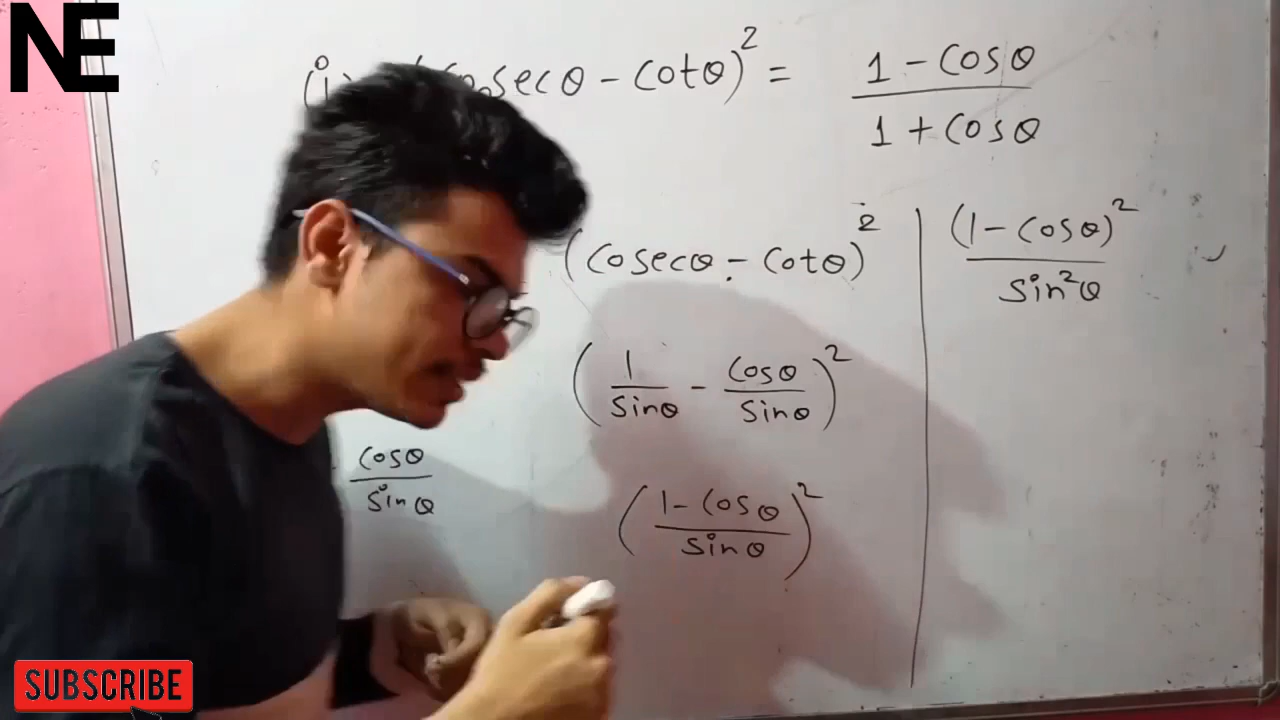 NE
(i) (cosecθ - cotθ)² = 1 - cosθ / 1 + cosθ
(cosecθ - cotθ)²
(1/sinθ - cosθ/sinθ)²
cosθ/sinθ
(1 - cosθ/sinθ)²
(1 - cosθ)²/sin²θ
SUBSCRIBE